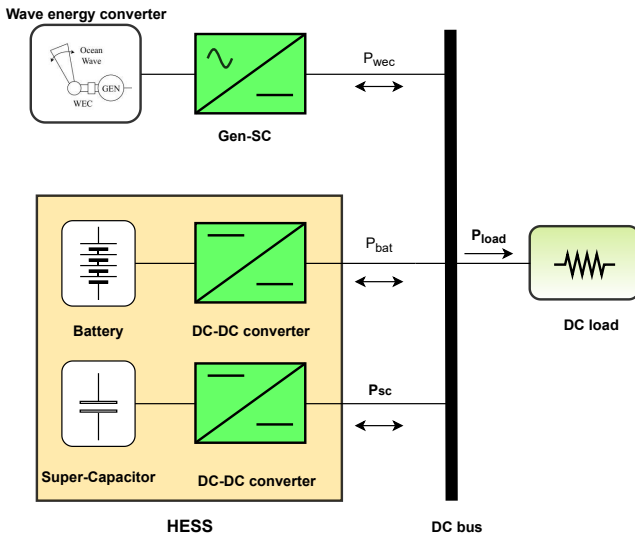 Wave energy converter
Ocean
Wave
GEN
WEC
Gen-SC
Pwec
Battery
DC-DC converter
Pbat
Pload
DC load
Super-Capacitor
DC-DC converter
Psc
HESS
DC bus